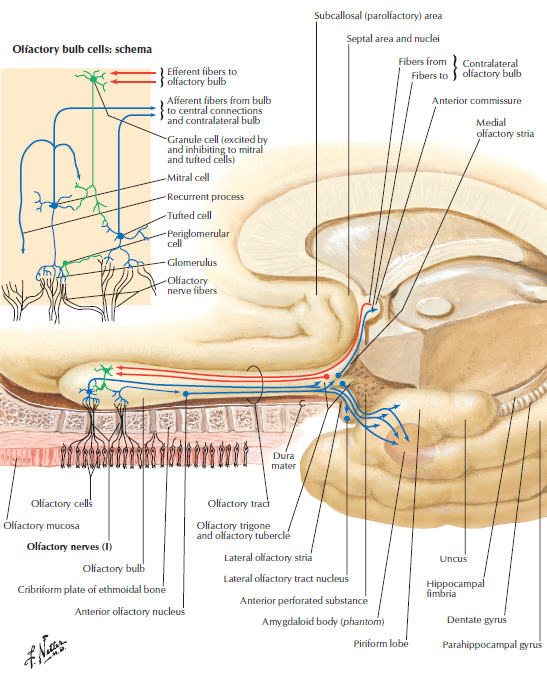 Subcallosal (parolfactory) area
Septal area and nuclei
Olfactory bulb cells: schema
Fibers from
Fibers to
Contralateral
olfactory bulb
Efferent fibers to
olfactory bulb
Anterior commissure
Afferent fibers from bulb
to central connections
and contralateral bulb
Medial
olfactory stria
Granule cell (excited by
and inhibiting to mitral
and tufted cells)
Mitral cell
Recurrent process
Tufted cell
Periglomerular
cell
Glomerulus
Olfactory
nerve fibers
Dura
mater
Olfactory cells
Olfactory tract
Olfactory mucosa
Olfactory trigone
and olfactory tubercle
Olfactory nerves (I)
Lateral olfactory stria
Uncus
Olfactory bulb
Lateral olfactory tract nucleus
Hippocampal
fimbria
Cribriform plate of ethmoidal bone
Anterior perforated substance
Anterior olfactory nucleus
Amygdaloid body (phantom)
Dentate gyrus
Piriform lobe
Parahippocampal gyrus
F. Netter
M.D.